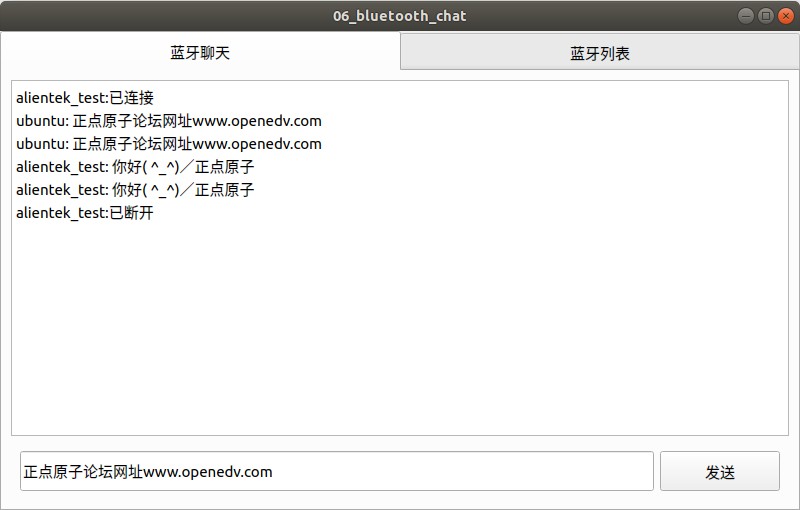 06_bluetooth_chat
蓝牙聊天
蓝牙列表
alientek_test:已连接
ubuntu: 正点原子论坛网址www.openedv.com
ubuntu: 正点原子论坛网址www.openedv.com
alientek_test: 你好( ^_^)／正点原子
alientek_test: 你好( ^_^)／正点原子
alientek_test:已断开
正点原子论坛网址www.openedv.com
发送